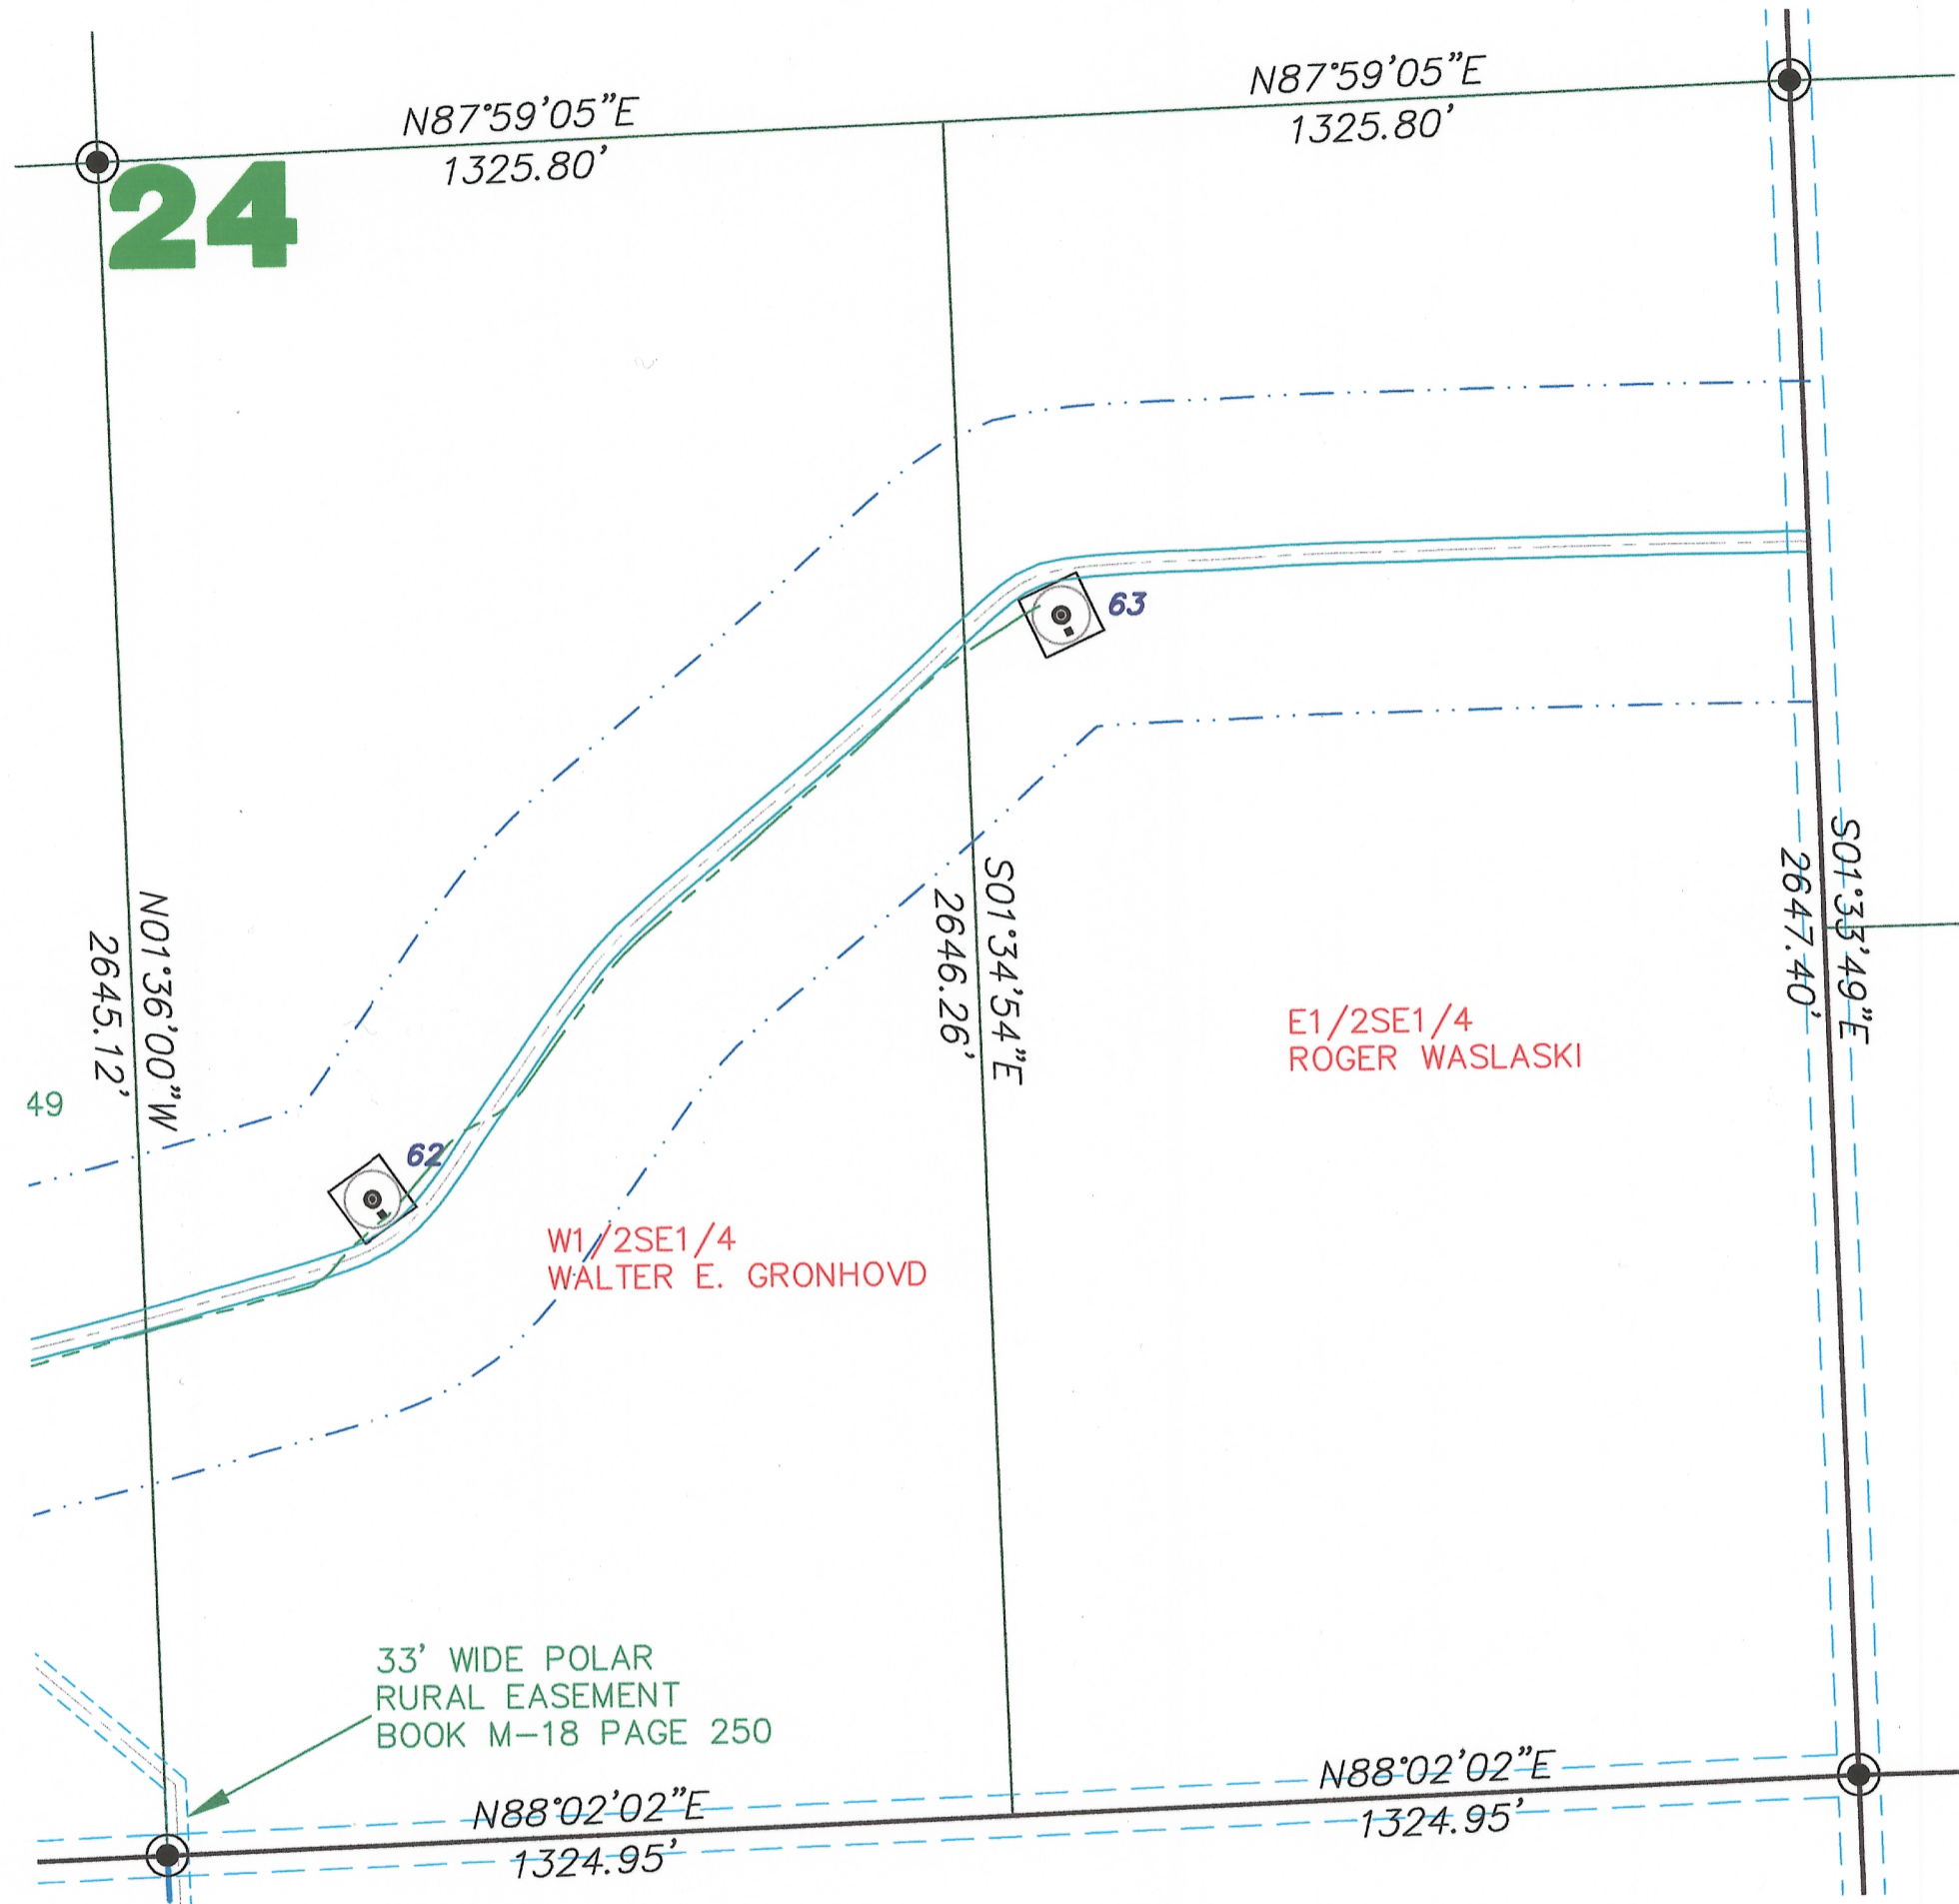 N87°59'05"E
1325.80'
N87°59'05"E
1325.80'
24
63
S01°33'49"E
2647.40'
S01°34'54"E
2646.26'
N01°36'00"W
2645.12'
E1/2SE1/4
ROGER WASLASKI
49
62
W1/2SE1/4
WALTER E. GRONHOVD
33' WIDE POLAR
RURAL EASEMENT
BOOK M-18 PAGE 250
N88°02'02"E
1324.95'
N88°02'02"E
1324.95'